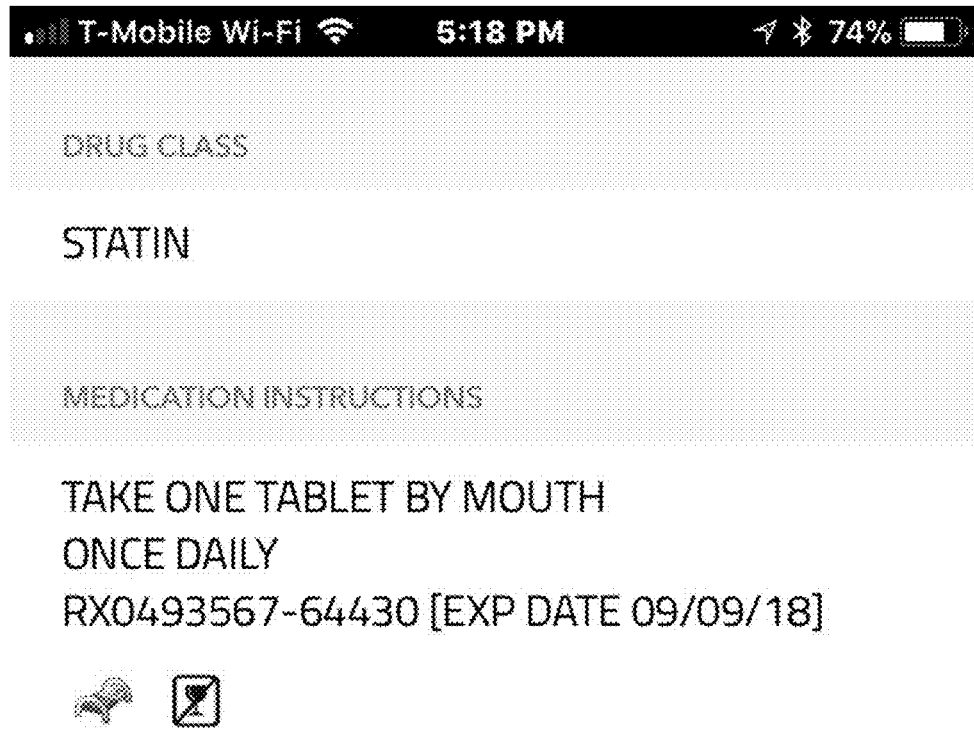 T-Mobile Wi-Fi 5:18 PM 74%
DRUG CLASS
STATIN
MEDICATION INSTRUCTIONS
TAKE ONE TABLET BY MOUTH
ONCE DAILY
RX0493567-64430 [EXP DATE 09/09/18]